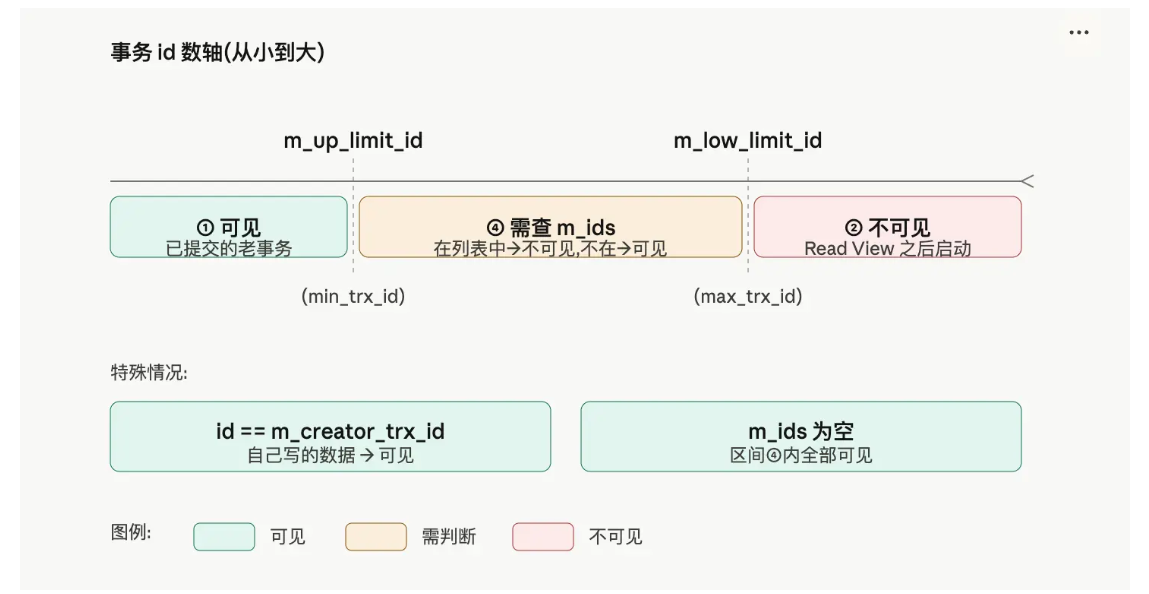 事务 id 数轴(从小到大)
m_up_limit_id
m_low_limit_id
① 可见
已提交的老事务
④ 需查 m_ids
在列表中→不可见,不在→可见
② 不可见
Read View 之后启动
(min_trx_id)
(max_trx_id)
特殊情况:
id == m_creator_trx_id
自己写的数据 → 可见
m_ids 为空
区间④内全部可见
图例:
可见
需判断
不可见